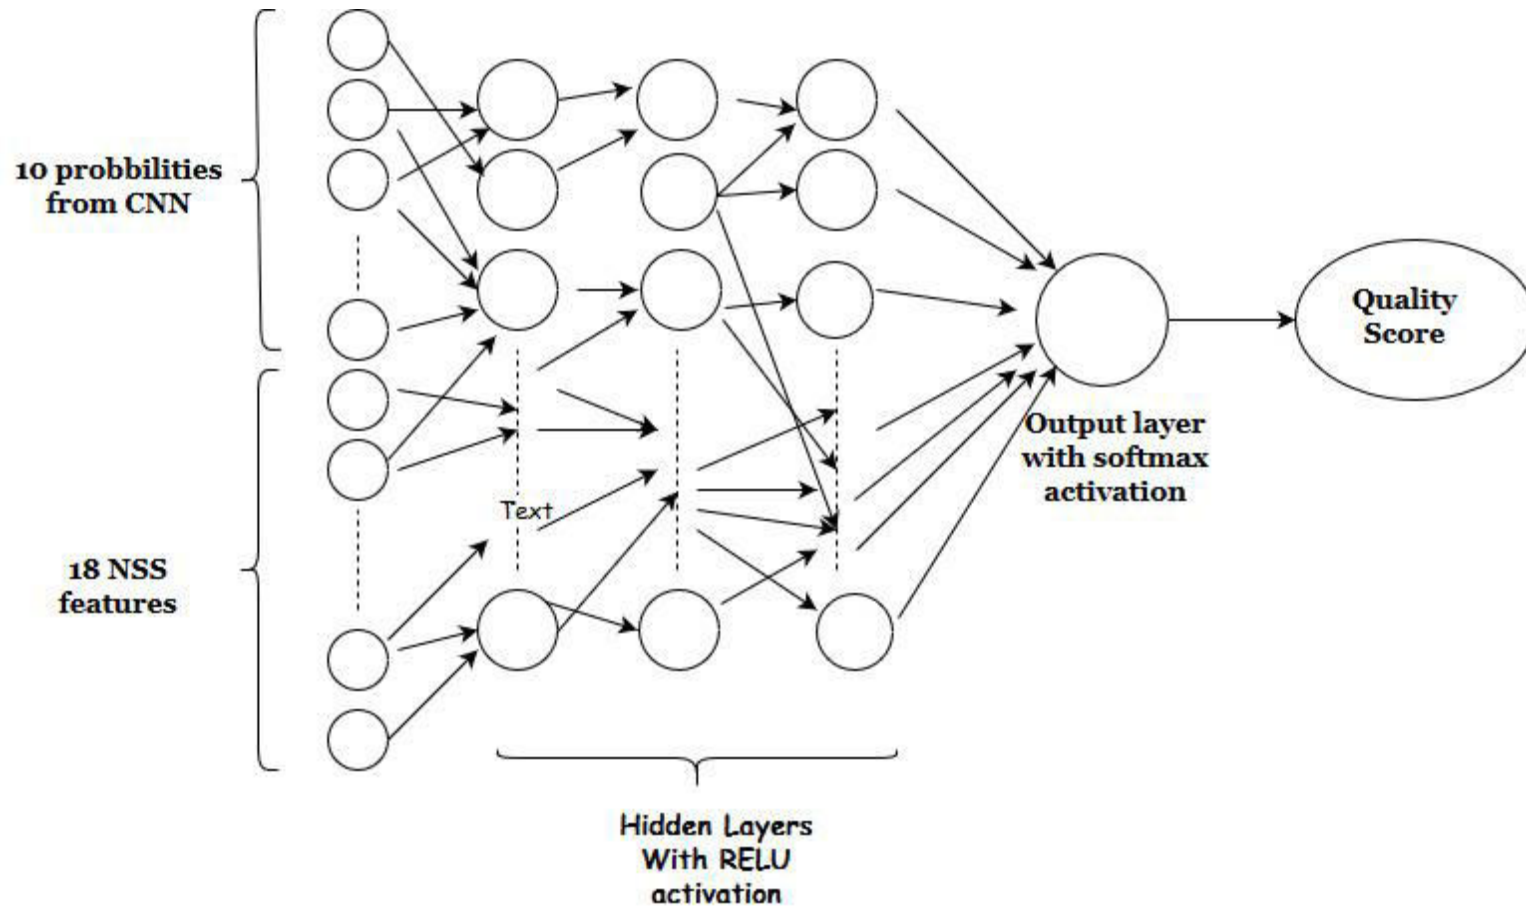 10 probbilities
from CNN
18 NSS
features
Text
Hidden Layers
With RELU
activation
Output layer
with softmax
activation
Quality
Score